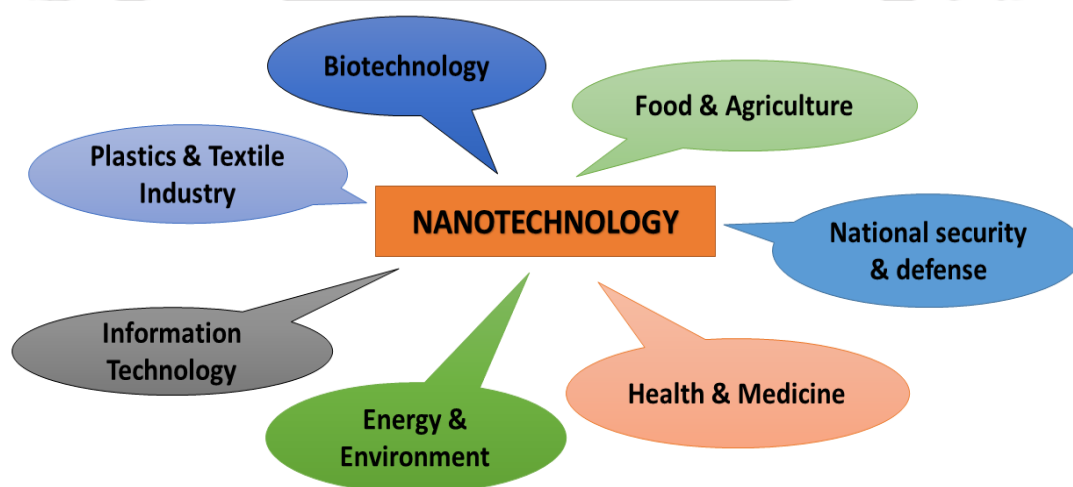 Biotechnology
Food & Agriculture
Plastics & Textile
Industry
NANOTECHNOLOGY
National security
& defense
Information
Technology
Health & Medicine
Energy &
Environment